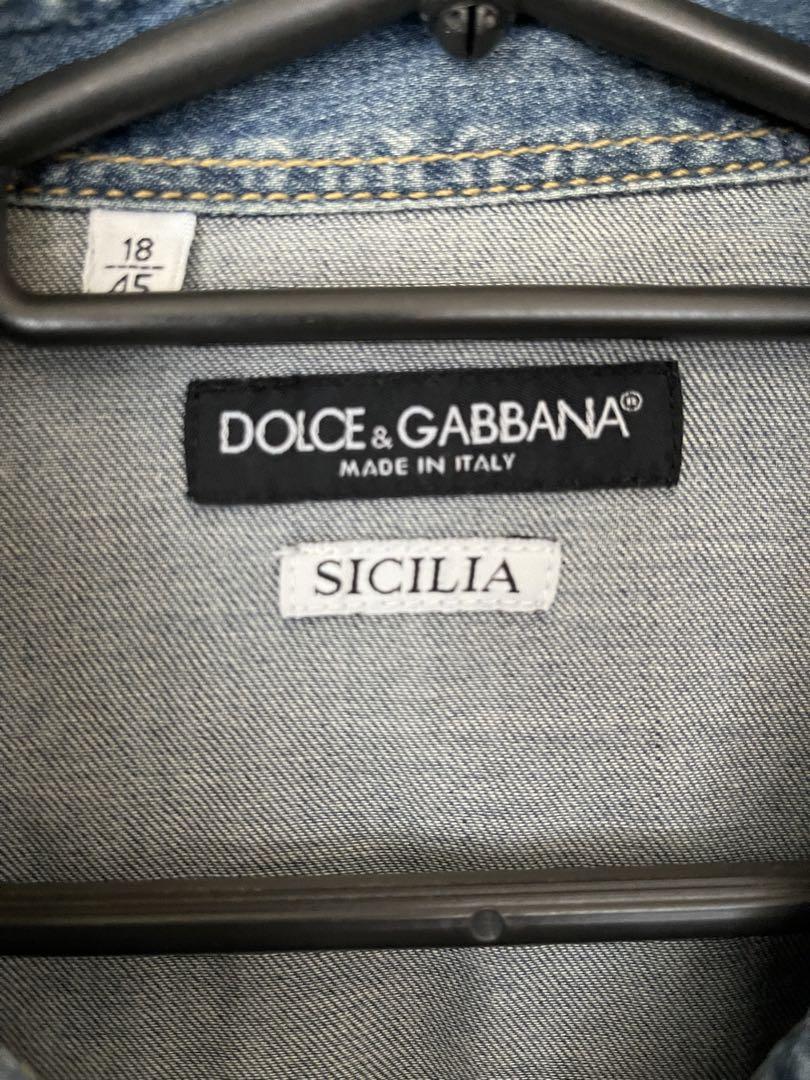 18
45
DOLCE & GABBANA®
MADE IN ITALY
SICILIA